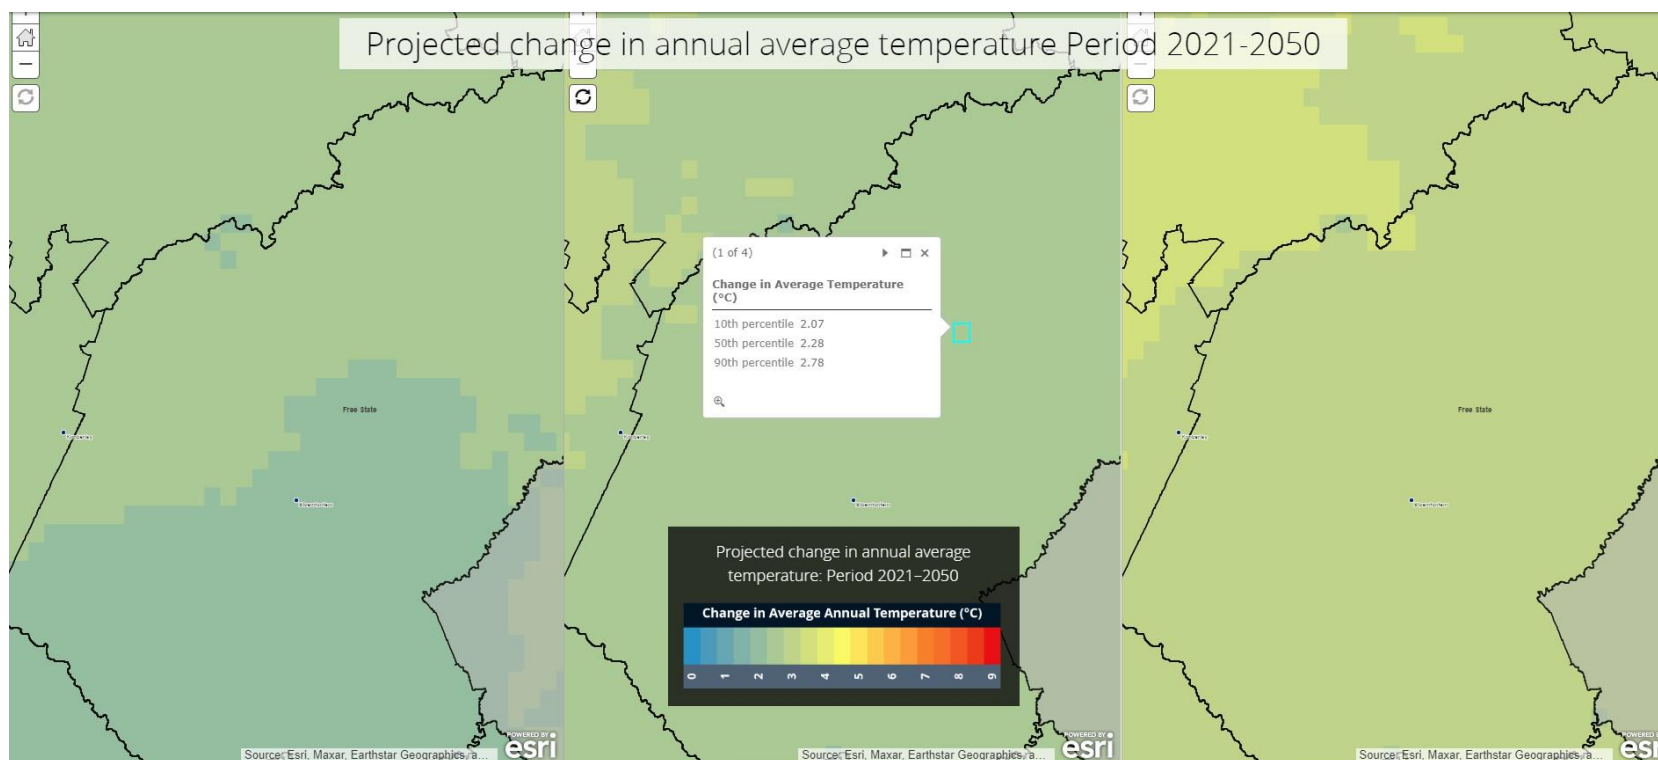 Projected change in annual average temperature Period 2021-2050
(1 of 4)
Change in Average Temperature
(°C)
10th percentile 2.07
50th percentile 2.28
90th percentile 2.78
Free State
Free State
Projected change in annual average
temperature: Period 2021–2050
Change in Average Annual Temperature (°C)
0 1 2 3 4 5 6 7 8 9
Source: Esri, Maxar, Earthstar Geographics, a...
POWERED BY
esri
Source: Esri, Maxar, Earthstar Geographics, a...
POWERED BY
esri
Source: Esri, Maxar, Earthstar Geographics, a...
POWERED BY
esri